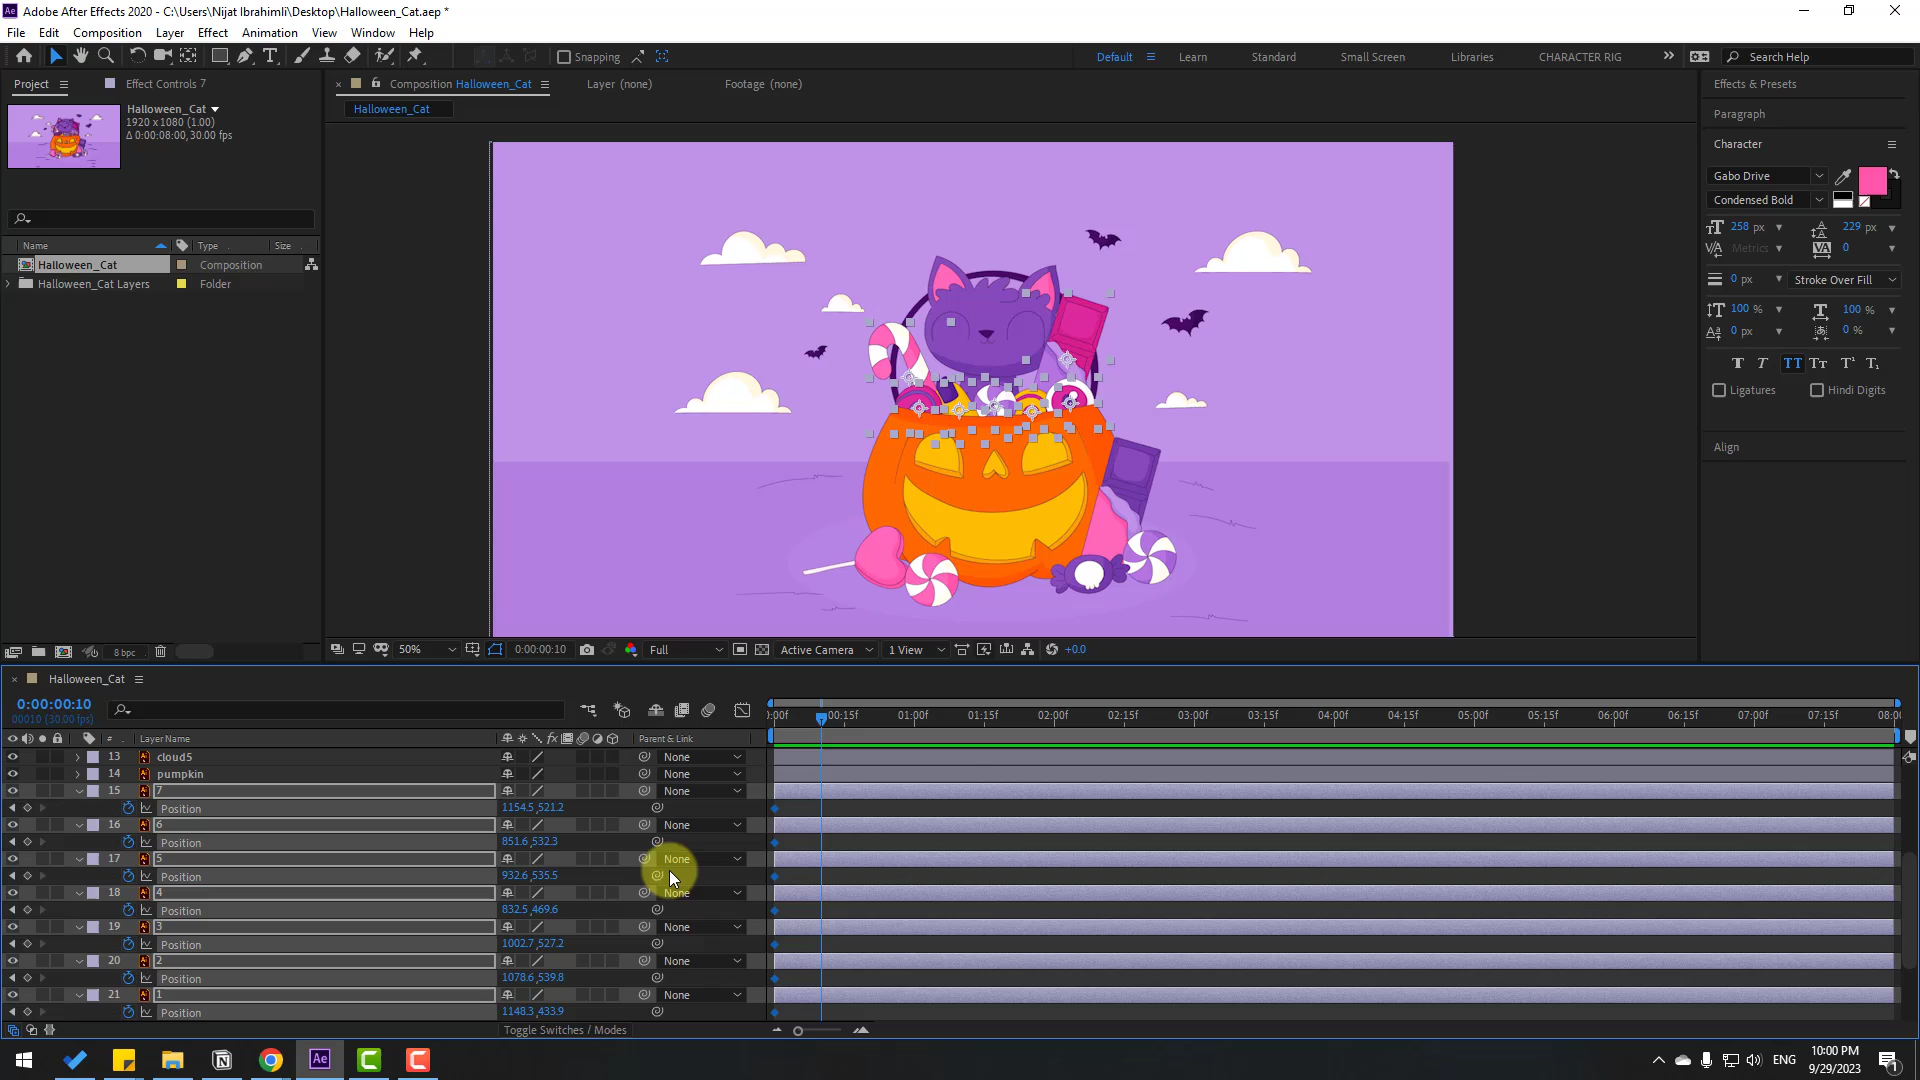 Adobe After Effects 2020 - C:\Users\Nijat Ibrahimli\Desktop\Halloween_Cat.aep *
File Edit Composition Layer Effect Animation View Window Help
Snapping
Default Learn Standard Small Screen Libraries CHARACTER RIG Search Help
Project Effect Controls 7
Composition Halloween_Cat Layer (none) Footage (none)
Halloween_Cat
Halloween_Cat
1920 x 1080 (1.00)
Δ 0:00:08:00, 30.00 fps
Name Type Size
Halloween_Cat Composition
Halloween_Cat Layers Folder
8 bpc
50% 0:00:00:10 Full Active Camera 1 View +0.0
Effects & Presets
Paragraph
Character
Gabo Drive
Condensed Bold
258 px 229 px
Metrics 0
0 px Stroke Over Fill
100 % 100 %
0 px 0 %
Ligatures Hindi Digits
Align
Halloween_Cat
0:00:00:10
00010 (30.00 fps)
# Layer Name Parent & Link
:00f 00:15f 01:00f 01:15f 02:00f 02:15f 03:00f 03:15f 04:00f 04:15f 05:00f 05:15f 06:00f 06:15f 07:00f 07:15f 08:0
13 cloud5 None
14 pumpkin None
15 7 None
Position 1154.5,521.2
16 6 None
Position 851.6,532.3
17 5 None
Position 932.6,535.5
18 4 None
Position 832.5,469.6
19 3 None
Position 1002.7,527.2
20 2 None
Position 1078.6,539.8
21 1 None
Position 1148.3,433.9
Toggle Switches / Modes
Ae ENG 10:00 PM
9/29/2023 1